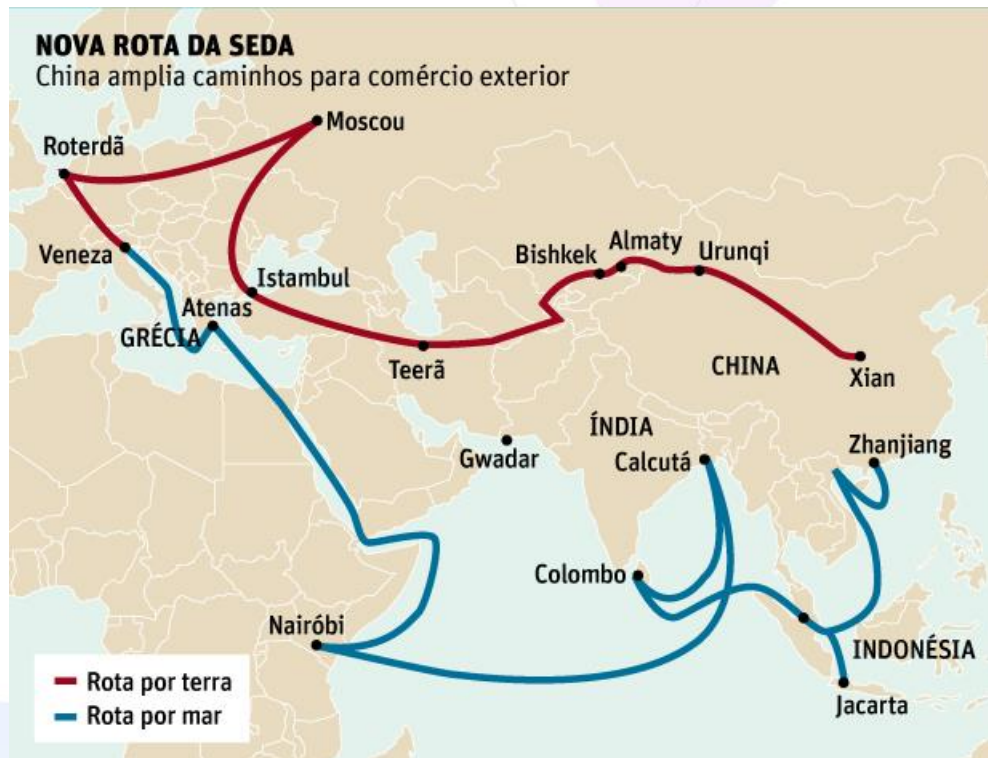 NOVA ROTA DA SEDA
China amplia caminhos para comércio exterior
Moscou
Roterdã
Veneza
Istambul
Atenas
GRÉCIA
Teerã
Bishkek
Almaty
Urunqi
CHINA
Xian
Gwadar
ÍNDIA
Calcutá
Zhanjiang
Colombo
Nairóbi
INDONÉSIA
Jacarta
Rota por terra
Rota por mar